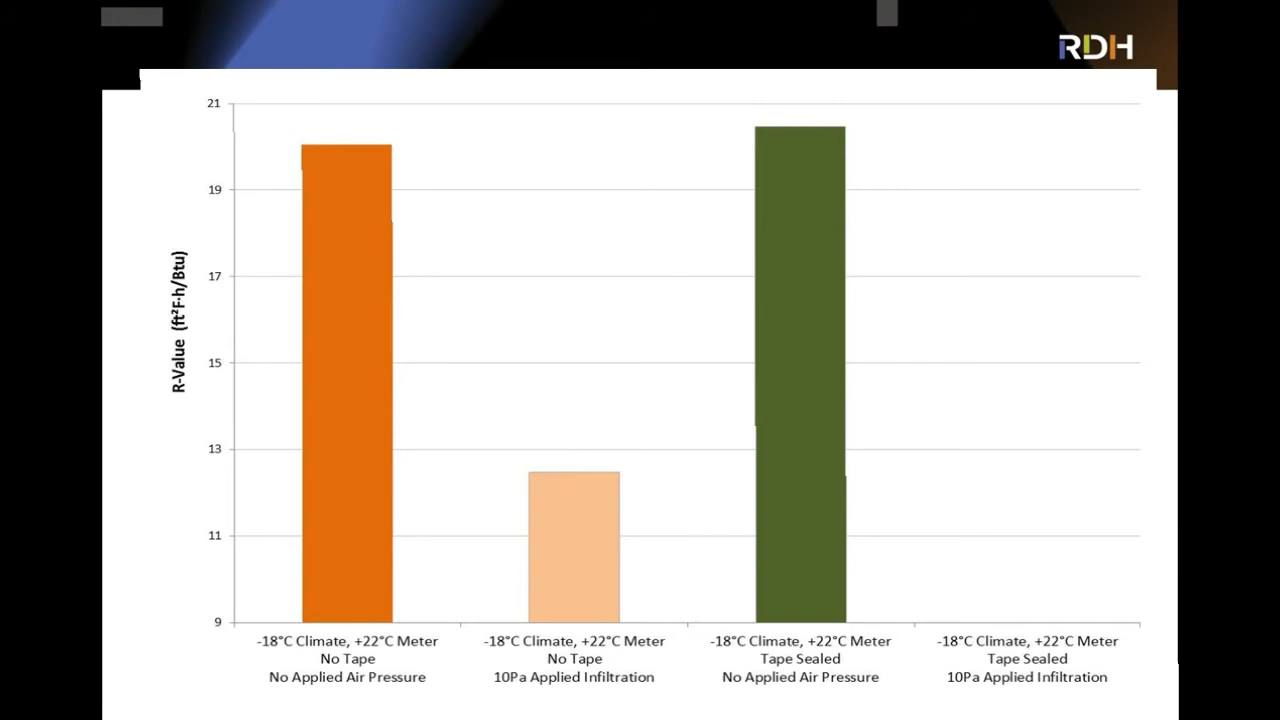 RDH
21
19
17
15
13
11
9
R-Value (ft²F·h/Btu)
-18°C Climate, +22°C Meter
No Tape
No Applied Air Pressure
-18°C Climate, +22°C Meter
No Tape
10Pa Applied Infiltration
-18°C Climate, +22°C Meter
Tape Sealed
No Applied Air Pressure
-18°C Climate, +22°C Meter
Tape Sealed
10Pa Applied Infiltration